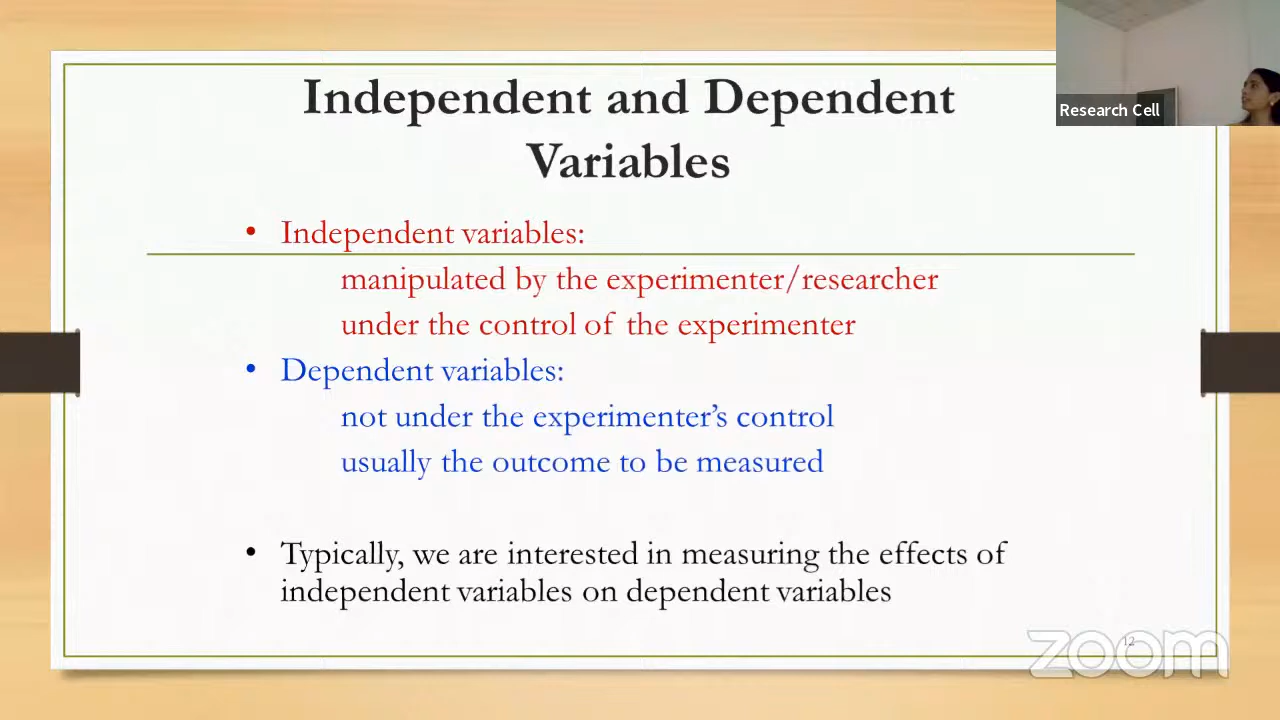 Independent and Dependent
Variables
Research Cell
• Independent variables:
manipulated by the experimenter/researcher
under the control of the experimenter
• Dependent variables:
not under the experimenter’s control
usually the outcome to be measured
• Typically, we are interested in measuring the effects of
independent variables on dependent variables
12
zoom